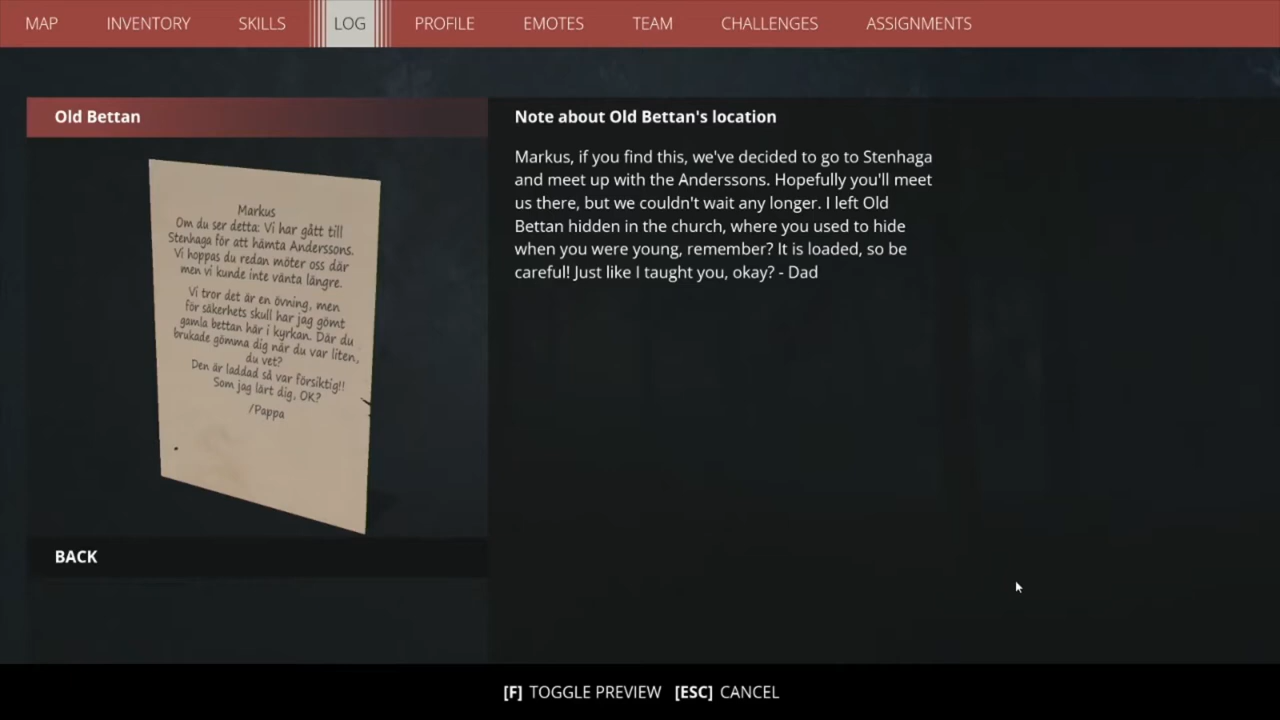 MAP INVENTORY SKILLS LOG PROFILE EMOTES TEAM CHALLENGES ASSIGNMENTS
Old Bettan
Markus
Om du ser detta: Vi har gått till
Stenhaga för att hämta Anderssons.
Vi hoppas du redan möter oss där
men vi kunde inte vänta längre.
Vi tror det är en övning, men
för säkerhets skull har jag gömt
gamla bettan här i kyrkan. Där du
brukade gömma dig når du var liten,
du vet?
Den är laddad så var försiktig!!
Som jag lärt dig, OK?
/Pappa
BACK
Note about Old Bettan's location
Markus, if you find this, we've decided to go to Stenhaga
and meet up with the Anderssons. Hopefully you'll meet
us there, but we couldn't wait any longer. I left Old
Bettan hidden in the church, where you used to hide
when you were young, remember? It is loaded, so be
careful! Just like I taught you, okay? - Dad
[F] TOGGLE PREVIEW [ESC] CANCEL